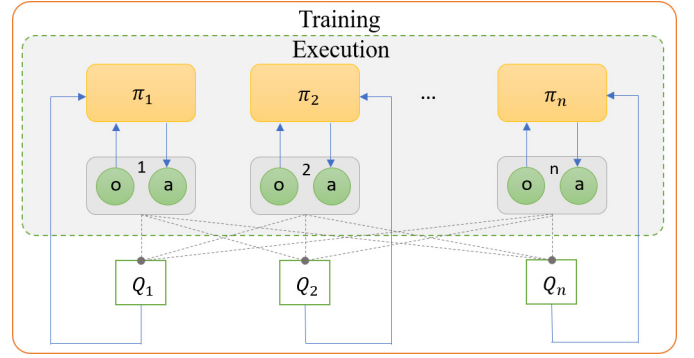 Training
Execution
π₁ π₂ ... πₙ
1 2 n
o a o a o a
Q₁ Q₂ Qₙ